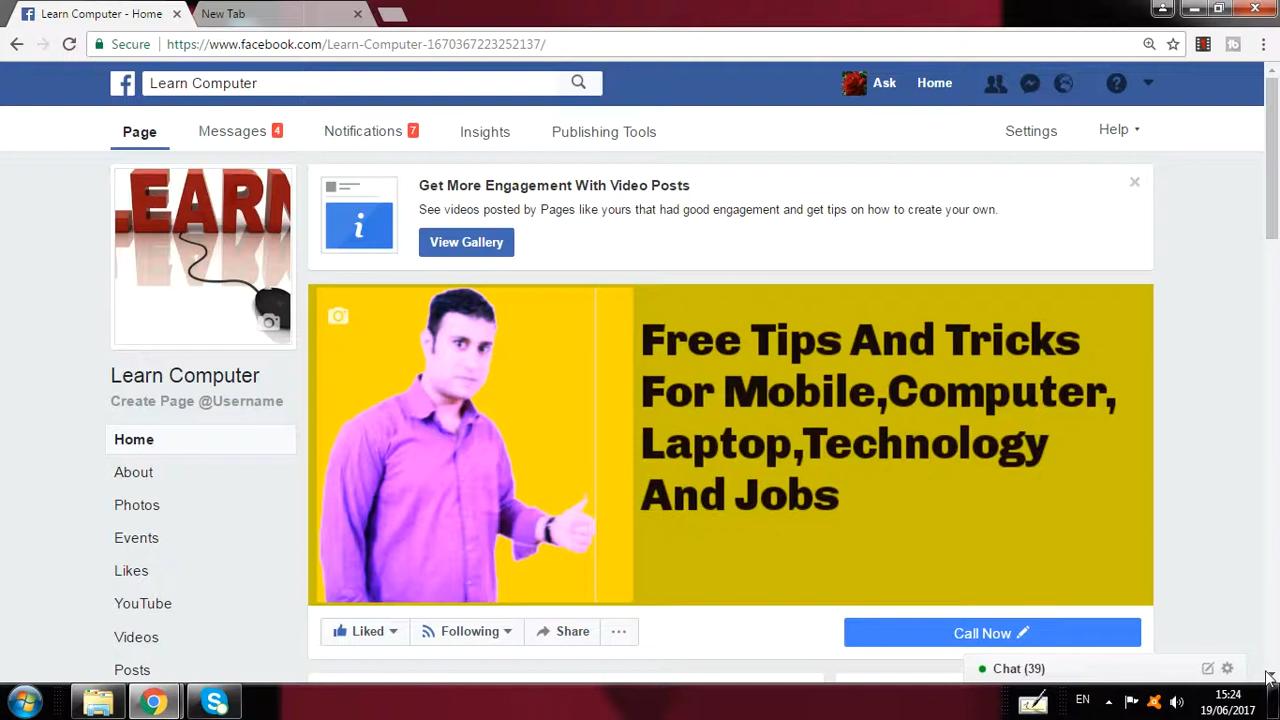 Learn Computer - Home
New Tab
Secure https://www.facebook.com/Learn-Computer-1670367223252137/
Learn Computer
Ask
Home
Page
Messages 4
Notifications 7
Insights
Publishing Tools
Settings
Help
LEARN
Get More Engagement With Video Posts
See videos posted by Pages like yours that had good engagement and get tips on how to create your own.
View Gallery
Free Tips And Tricks
For Mobile,Computer,
Laptop,Technology
And Jobs
Learn Computer
Create Page @Username
Home
About
Photos
Events
Likes
YouTube
Videos
Posts
Liked
Following
Share
Call Now
Chat (39)
EN
15:24
19/06/2017